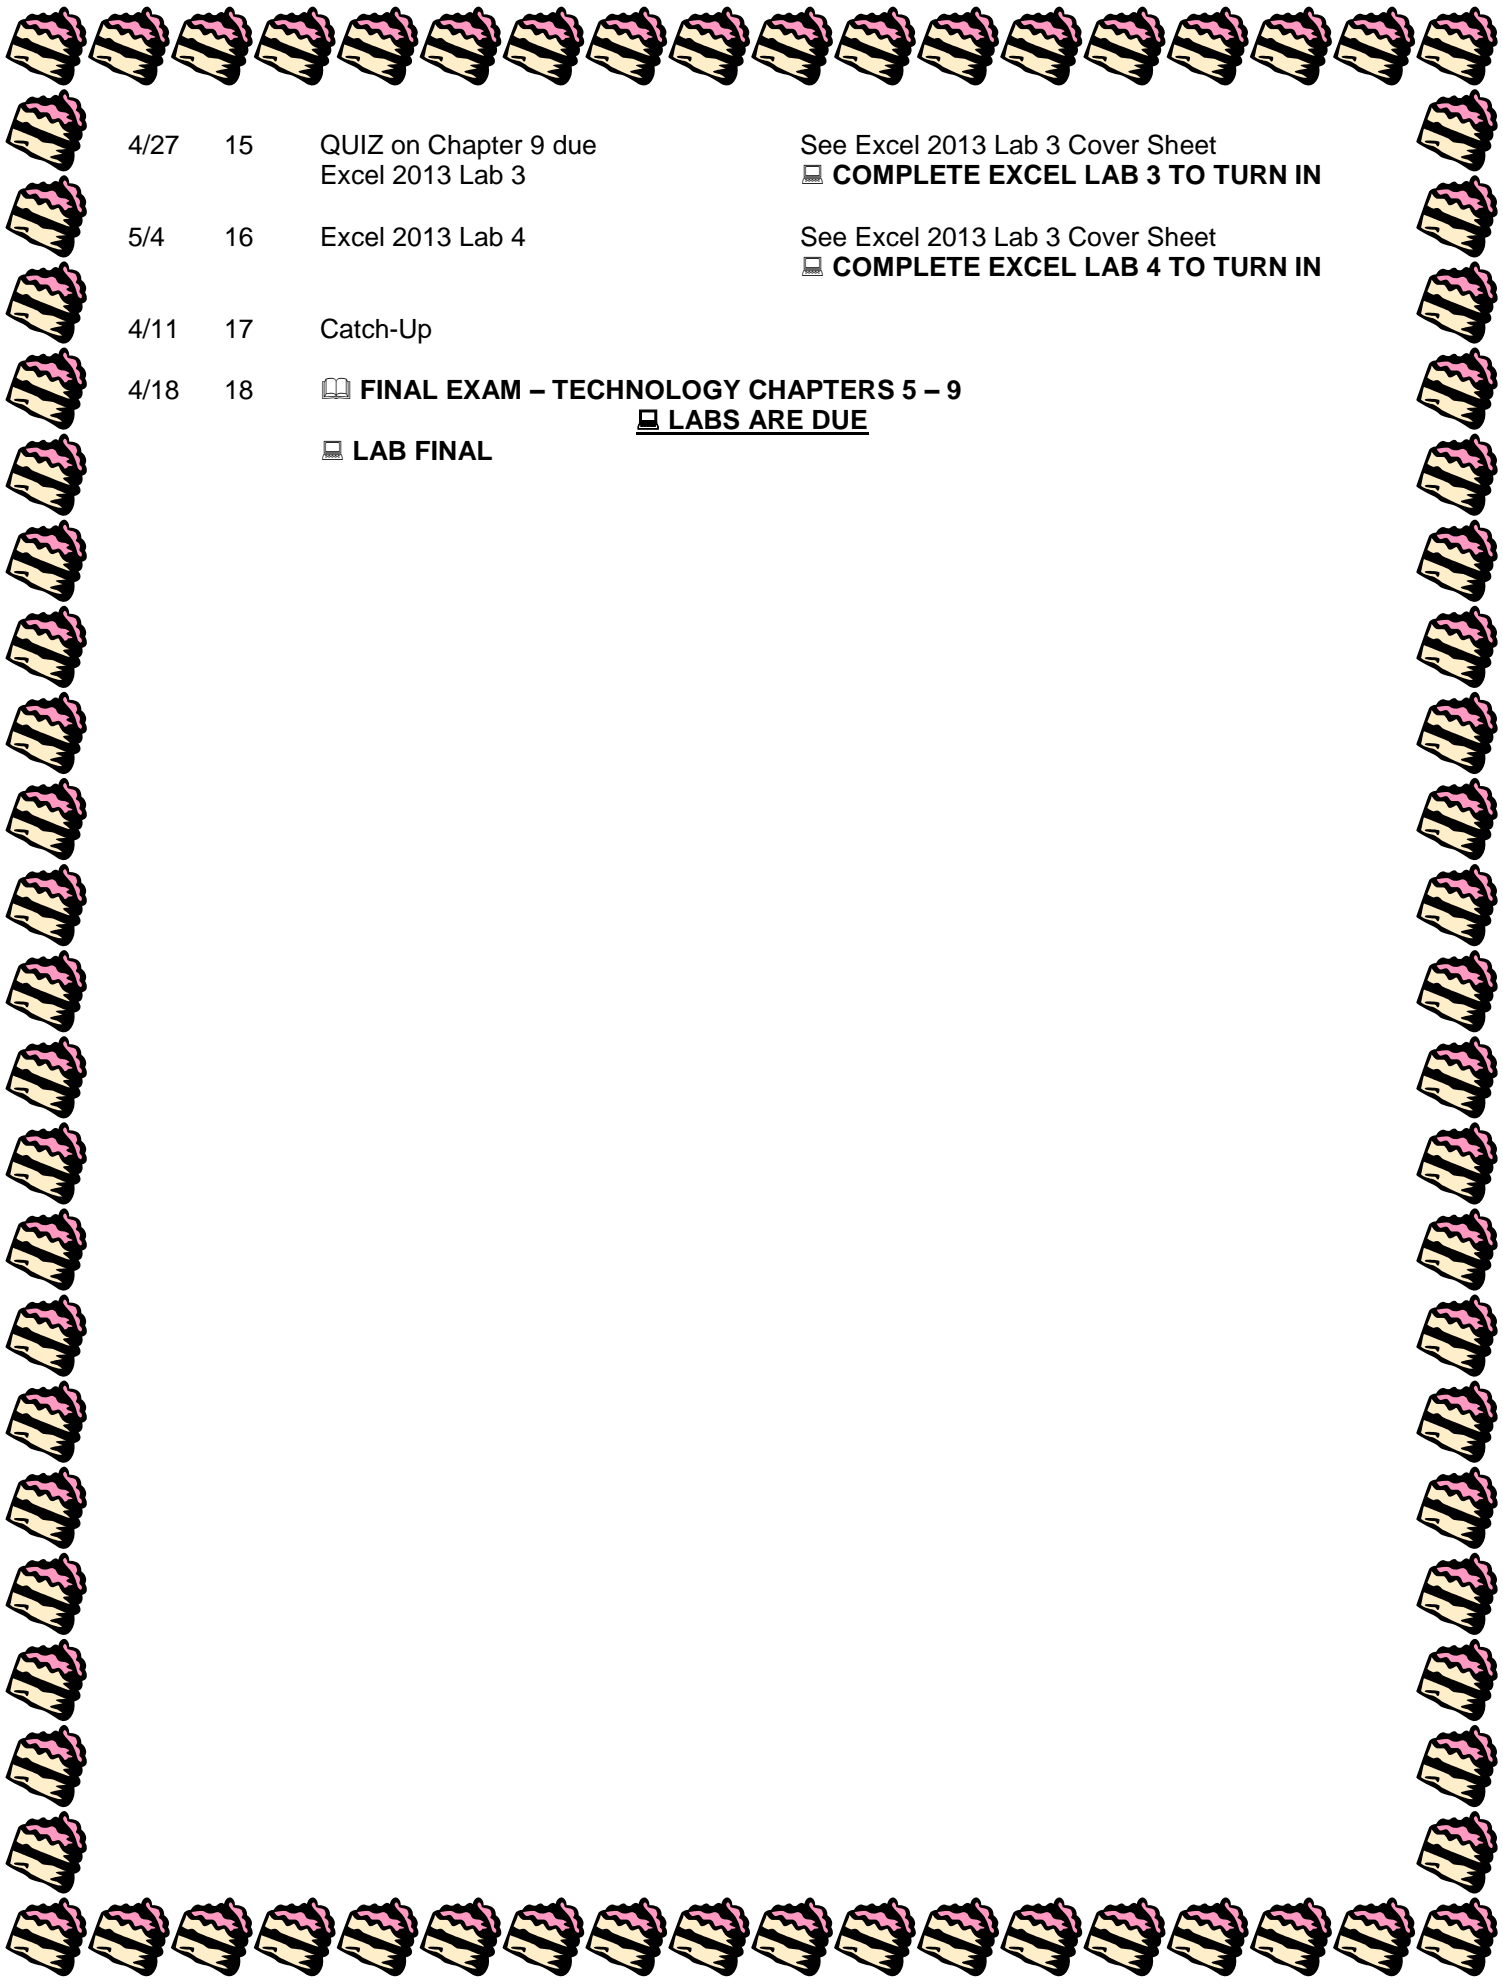 4/27 15 QUIZ on Chapter 9 due See Excel 2013 Lab 3 Cover Sheet
Excel 2013 Lab 3 💻 COMPLETE EXCEL LAB 3 TO TURN IN
5/4 16 Excel 2013 Lab 4 See Excel 2013 Lab 3 Cover Sheet
💻 COMPLETE EXCEL LAB 4 TO TURN IN
4/11 17 Catch-Up
4/18 18 🕮 FINAL EXAM – TECHNOLOGY CHAPTERS 5 – 9
💻 LABS ARE DUE
💻 LAB FINAL